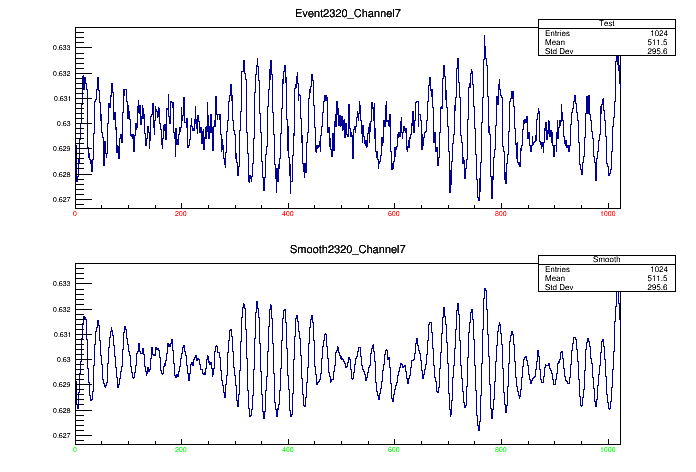 Event2320_Channel7
Test
Entries 1024
Mean 511.5
Std Dev 295.6
0.633
0.632
0.631
0.63
0.629
0.628
0.627
0 200 400 600 800 1000
Smooth2320_Channel7
Smooth
Entries 1024
Mean 511.5
Std Dev 295.6
0.633
0.632
0.631
0.63
0.629
0.628
0.627
0 200 400 600 800 1000